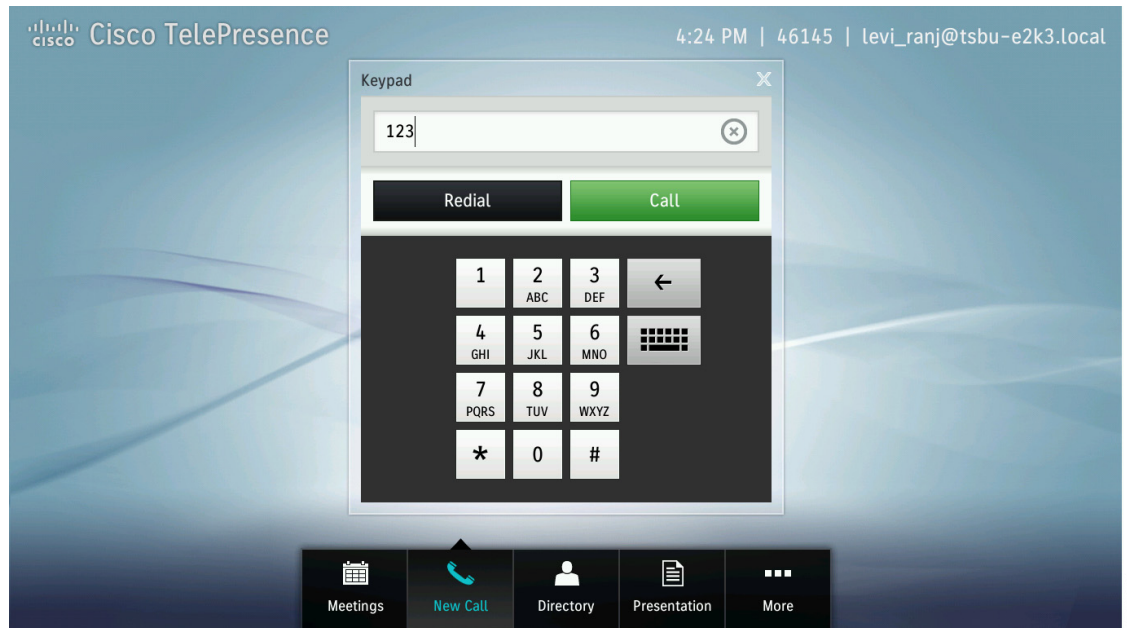 cisco Cisco TelePresence
4:24 PM | 46145 | levi_ranj@tsbu-e2k3.local
Keypad X
123
Redial Call
1 2 3
ABC DEF
4 5 6
GHI JKL MNO
7 8 9
PQRS TUV WXYZ
* 0 #
Meetings New Call Directory Presentation More